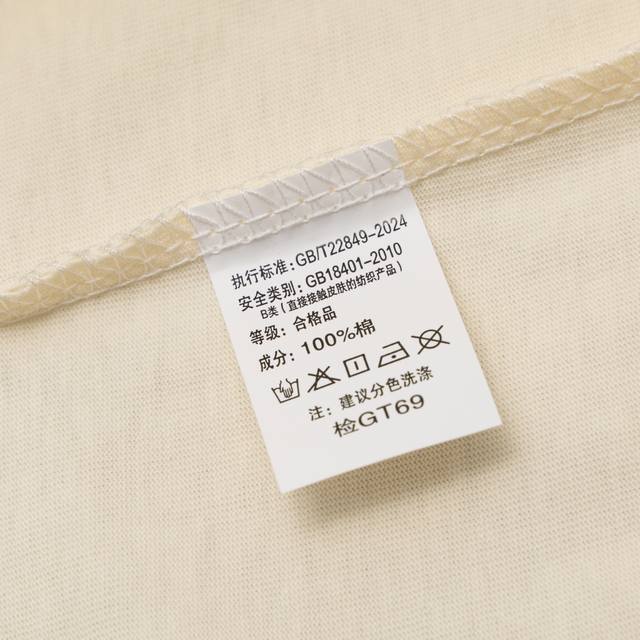 执行标准:GB/T22849-2024
安全类别:GB18401-2010
B类(直接接触皮肤的纺织产品)
等级:合格品
成分:100%棉
注:建议分色洗涤
检GT69